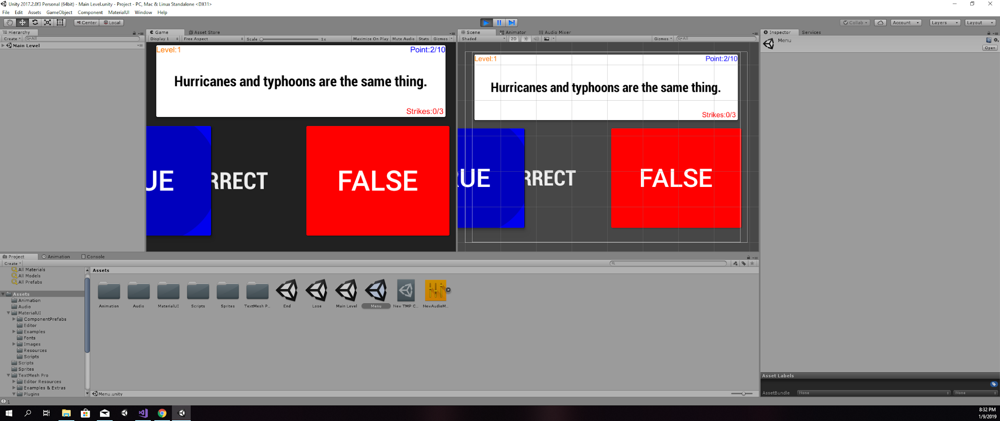 Unity 2017.2.0f3 Personal (64bit) - Main Level.unity - Project - PC, Mac & Linux Standalone <DX11>
File Edit Assets GameObject Component MaterialUI Window Help
Center Local
Collab Account Layers Layout
Hierarchy
Create All
Main Level
Game Asset Store
Display 1 Free Aspect Scale 1x Maximize On Play Mute Audio Stats Gizmos
Level:1 Point:2/10
Hurricanes and typhoons are the same thing.
Strikes:0/3
UE RRECT FALSE
Scene Animator Audio Mixer
Shaded 2D Gizmos All
Level:1 Point:2/10
Hurricanes and typhoons are the same thing.
Strikes:0/3
RUE RRECT FALSE
Inspector Services
Menu
Open
Project Animation Console
Create
All Materials
All Models
All Prefabs
Assets
Animation
Audio
MaterialUI
ComponentPrefabs
Editor
Examples
Fonts
Images
Resources
Scripts
Scripts
Sprites
TextMesh Pro
Editor Resources
Examples & Extras
Plugins
Assets
Animation Audio MaterialUI Scripts Sprites TextMesh P... End Lose Main Level Menu New TMP C... NewAudioM...
Menu.unity
Asset Labels
AssetBundle None None
1
8:32 PM
1/9/2019